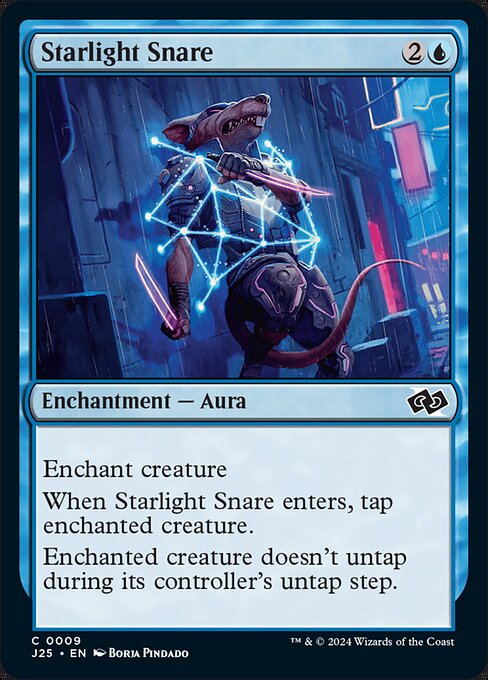 Starlight Snare 2
Enchantment — Aura
Enchant creature
When Starlight Snare enters, tap
enchanted creature.
Enchanted creature doesn't untap
during its controller's untap step.
C 0009
J25 • EN Borja Pindado
™ & © 2024 Wizards of the Coast